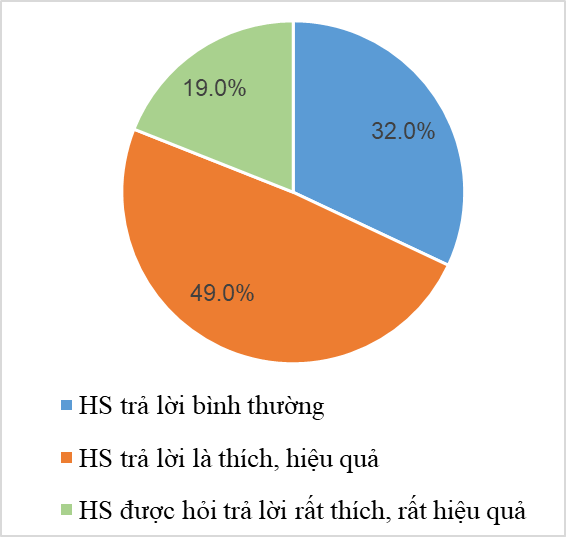 19.0%
32.0%
49.0%
HS trả lời bình thường
HS trả lời là thích, hiệu quả
HS được hỏi trả lời rất thích, rất hiệu quả